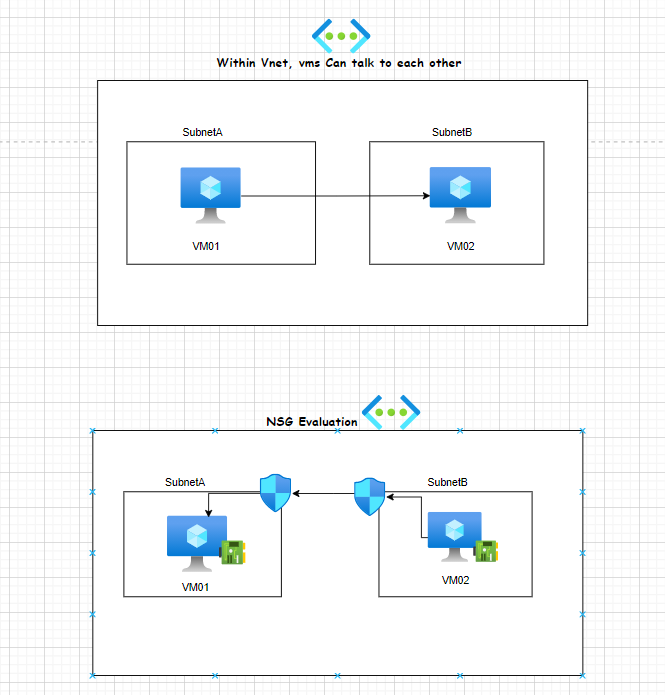 Within Vnet, vms Can talk to each other
SubnetA
SubnetB
VM01
VM02
NSG Evaluation
SubnetA
SubnetB
VM01
VM02